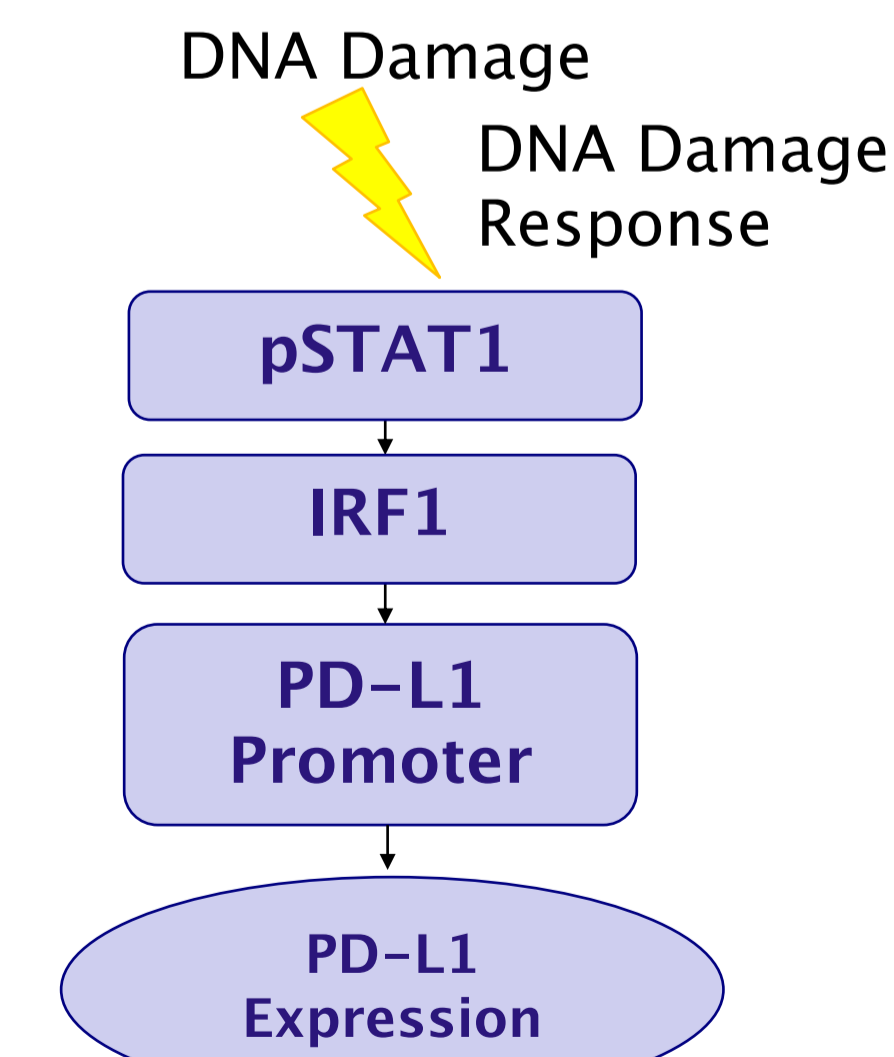 DNA Damage
DNA Damage
Response
pSTAT1
IRF1
PD-L1
Promoter
PD-L1
Expression